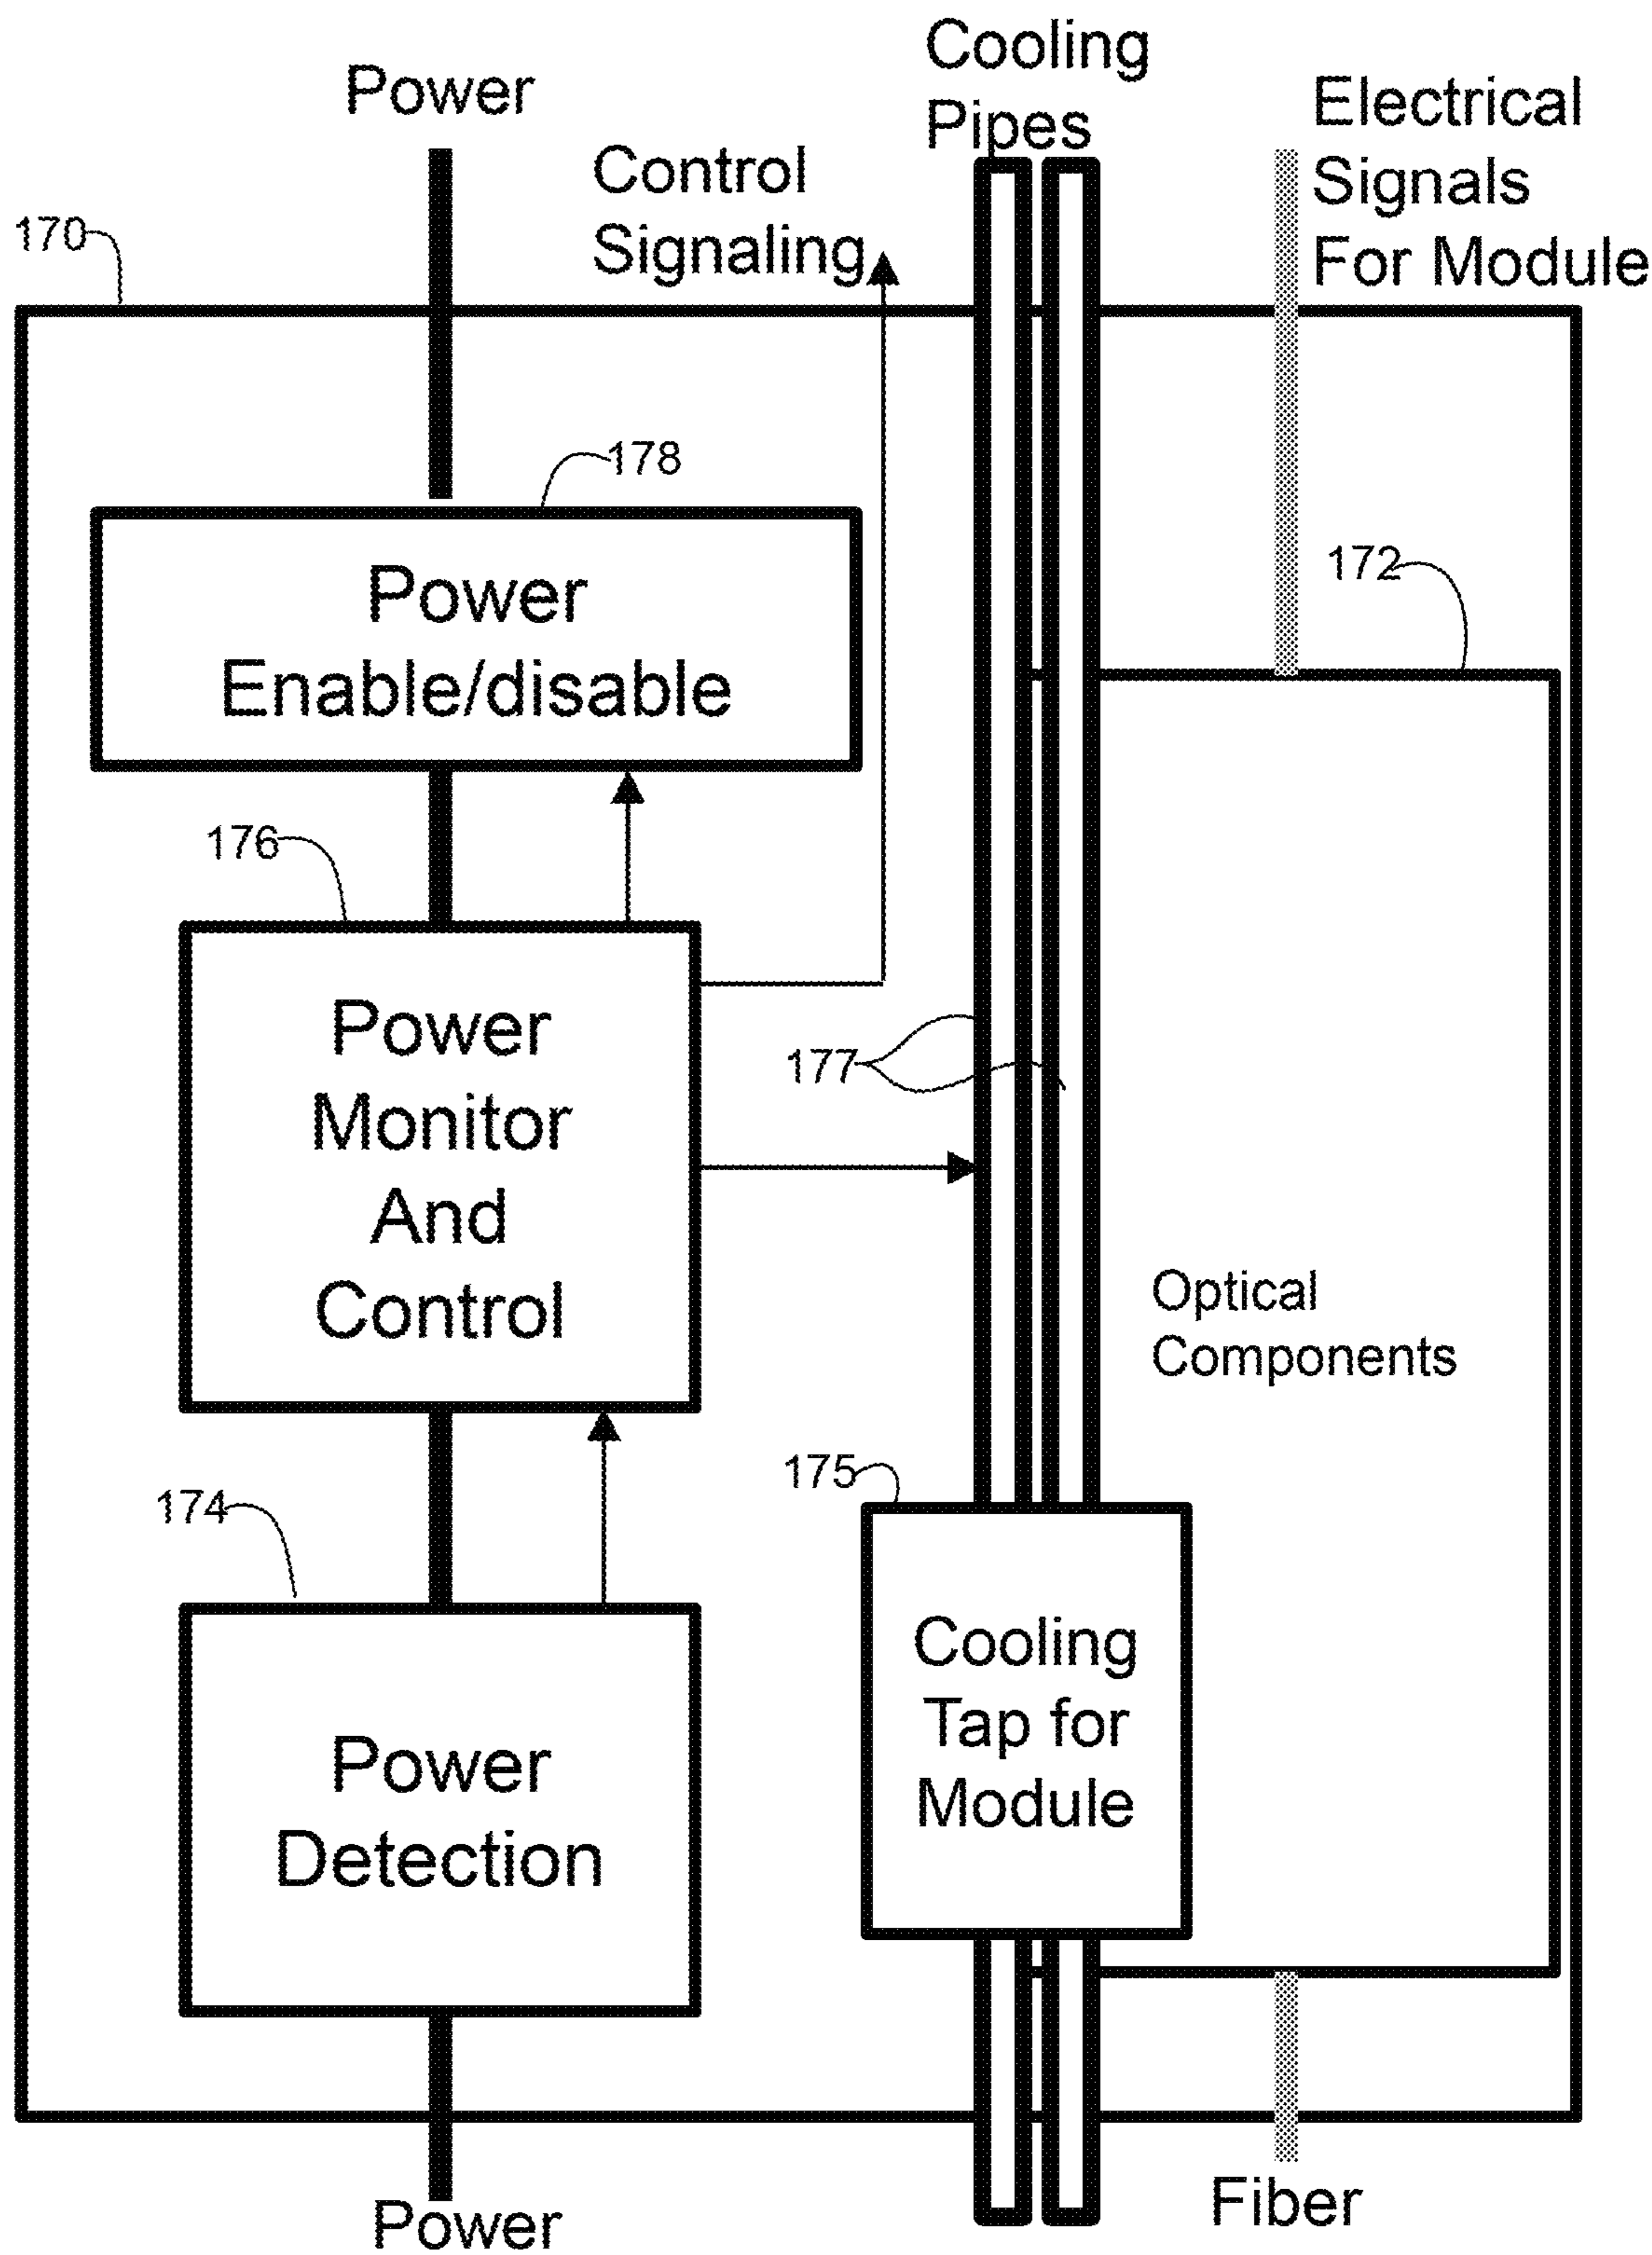 Cooling
Pipes
Power
Electrical
Signals
For Module
Control
Signaling
170
178
Power
Enable/disable
172
176
Power
Monitor
And
Control
177
Optical
Components
175
174
Cooling
Tap for
Module
Power
Detection
Fiber
Power